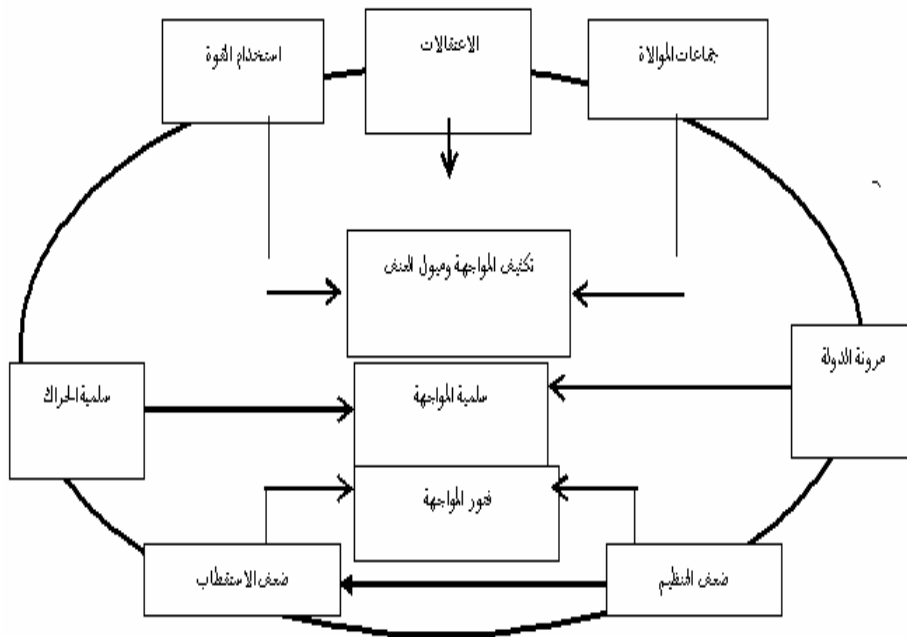 جماعات الموالاة
الاعتقالات
استخدام القوة
تكثيف المواجهة وميول العنف
مرونة الدولة
سلمية المواجهة
سلمية الحراك
فتور المواجهة
ضعف التنظيم
ضعف الاستقطاب